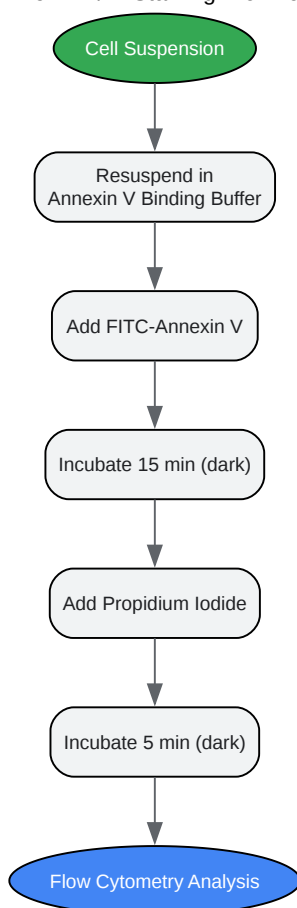 Staining
Cell Suspension
Resuspend in
Annexin V Binding Buffer
Add FITC-Annexin V
Incubate 15 min (dark)
Add Propidium Iodide
Incubate 5 min (dark)
Flow Cytometry Analysis